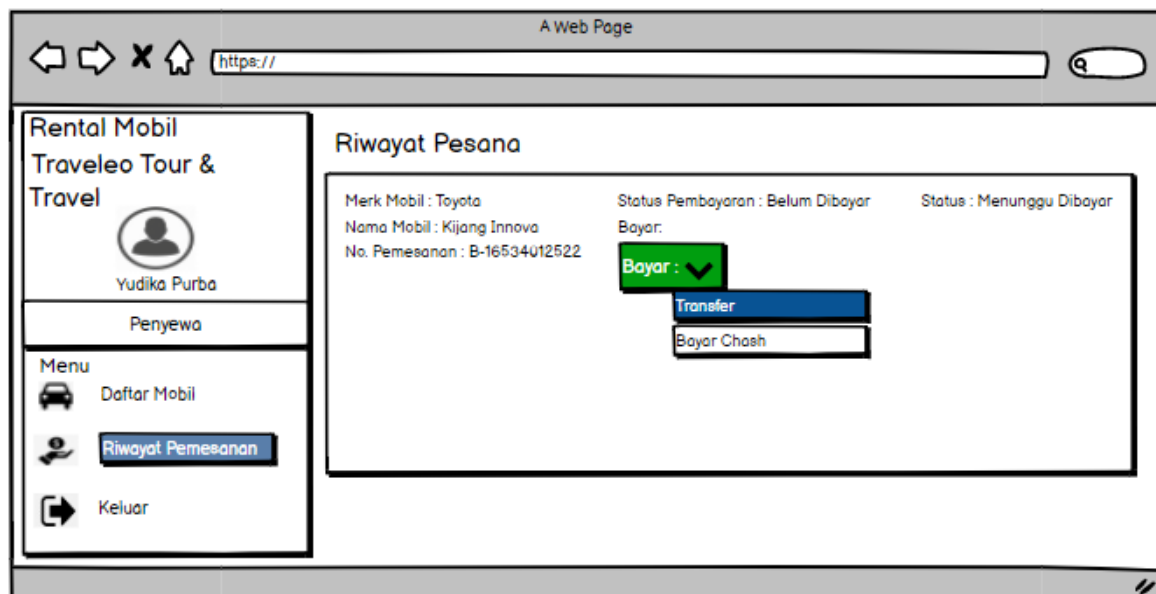 A Web Page
https://
Rental Mobil
Traveleo Tour &
Travel
Yudika Purba
Penyewa
Menu
Daftar Mobil
Riwayat Pemesanan
Keluar
Riwayat Pesana
Merk Mobil : Toyota
Nama Mobil : Kijang Innova
No. Pemesanan : B-16534012522
Status Pembayaran : Belum Dibayar
Bayar:
Bayar :
Transfer
Bayar Chash
Status : Menunggu Dibayar